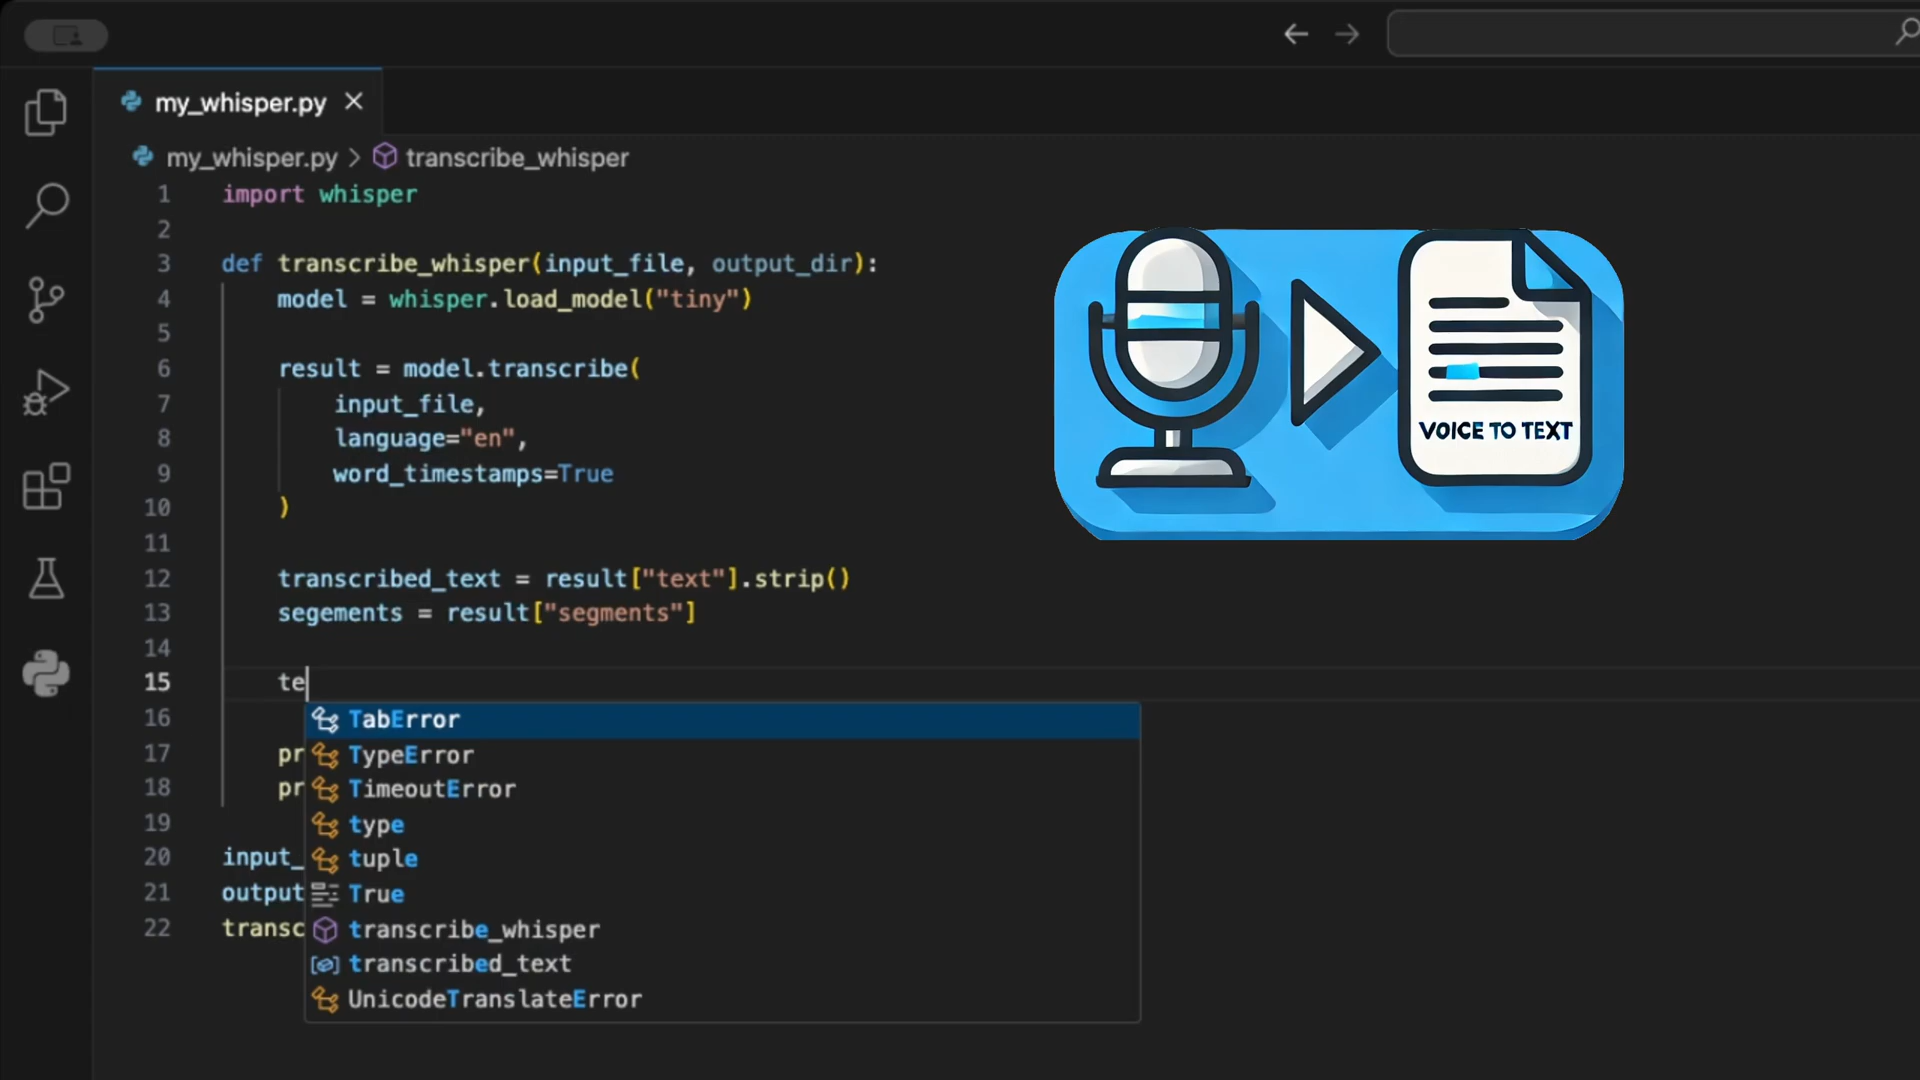 my_whisper.py
my_whisper.py > transcribe_whisper
1 import whisper
2
3 def transcribe_whisper(input_file, output_dir):
4 model = whisper.load_model("tiny")
5
6 result = model.transcribe(
7 input_file,
8 language="en",
9 word_timestamps=True
10 )
11
12 transcribed_text = result["text"].strip()
13 segements = result["segments"]
14
15 te
16
17 pr
18 pr
19
20 input_
21 output
22 transc
TabError
TypeError
TimeoutError
type
tuple
True
transcribe_whisper
transcribed_text
UnicodeTranslateError
VOICE TO TEXT